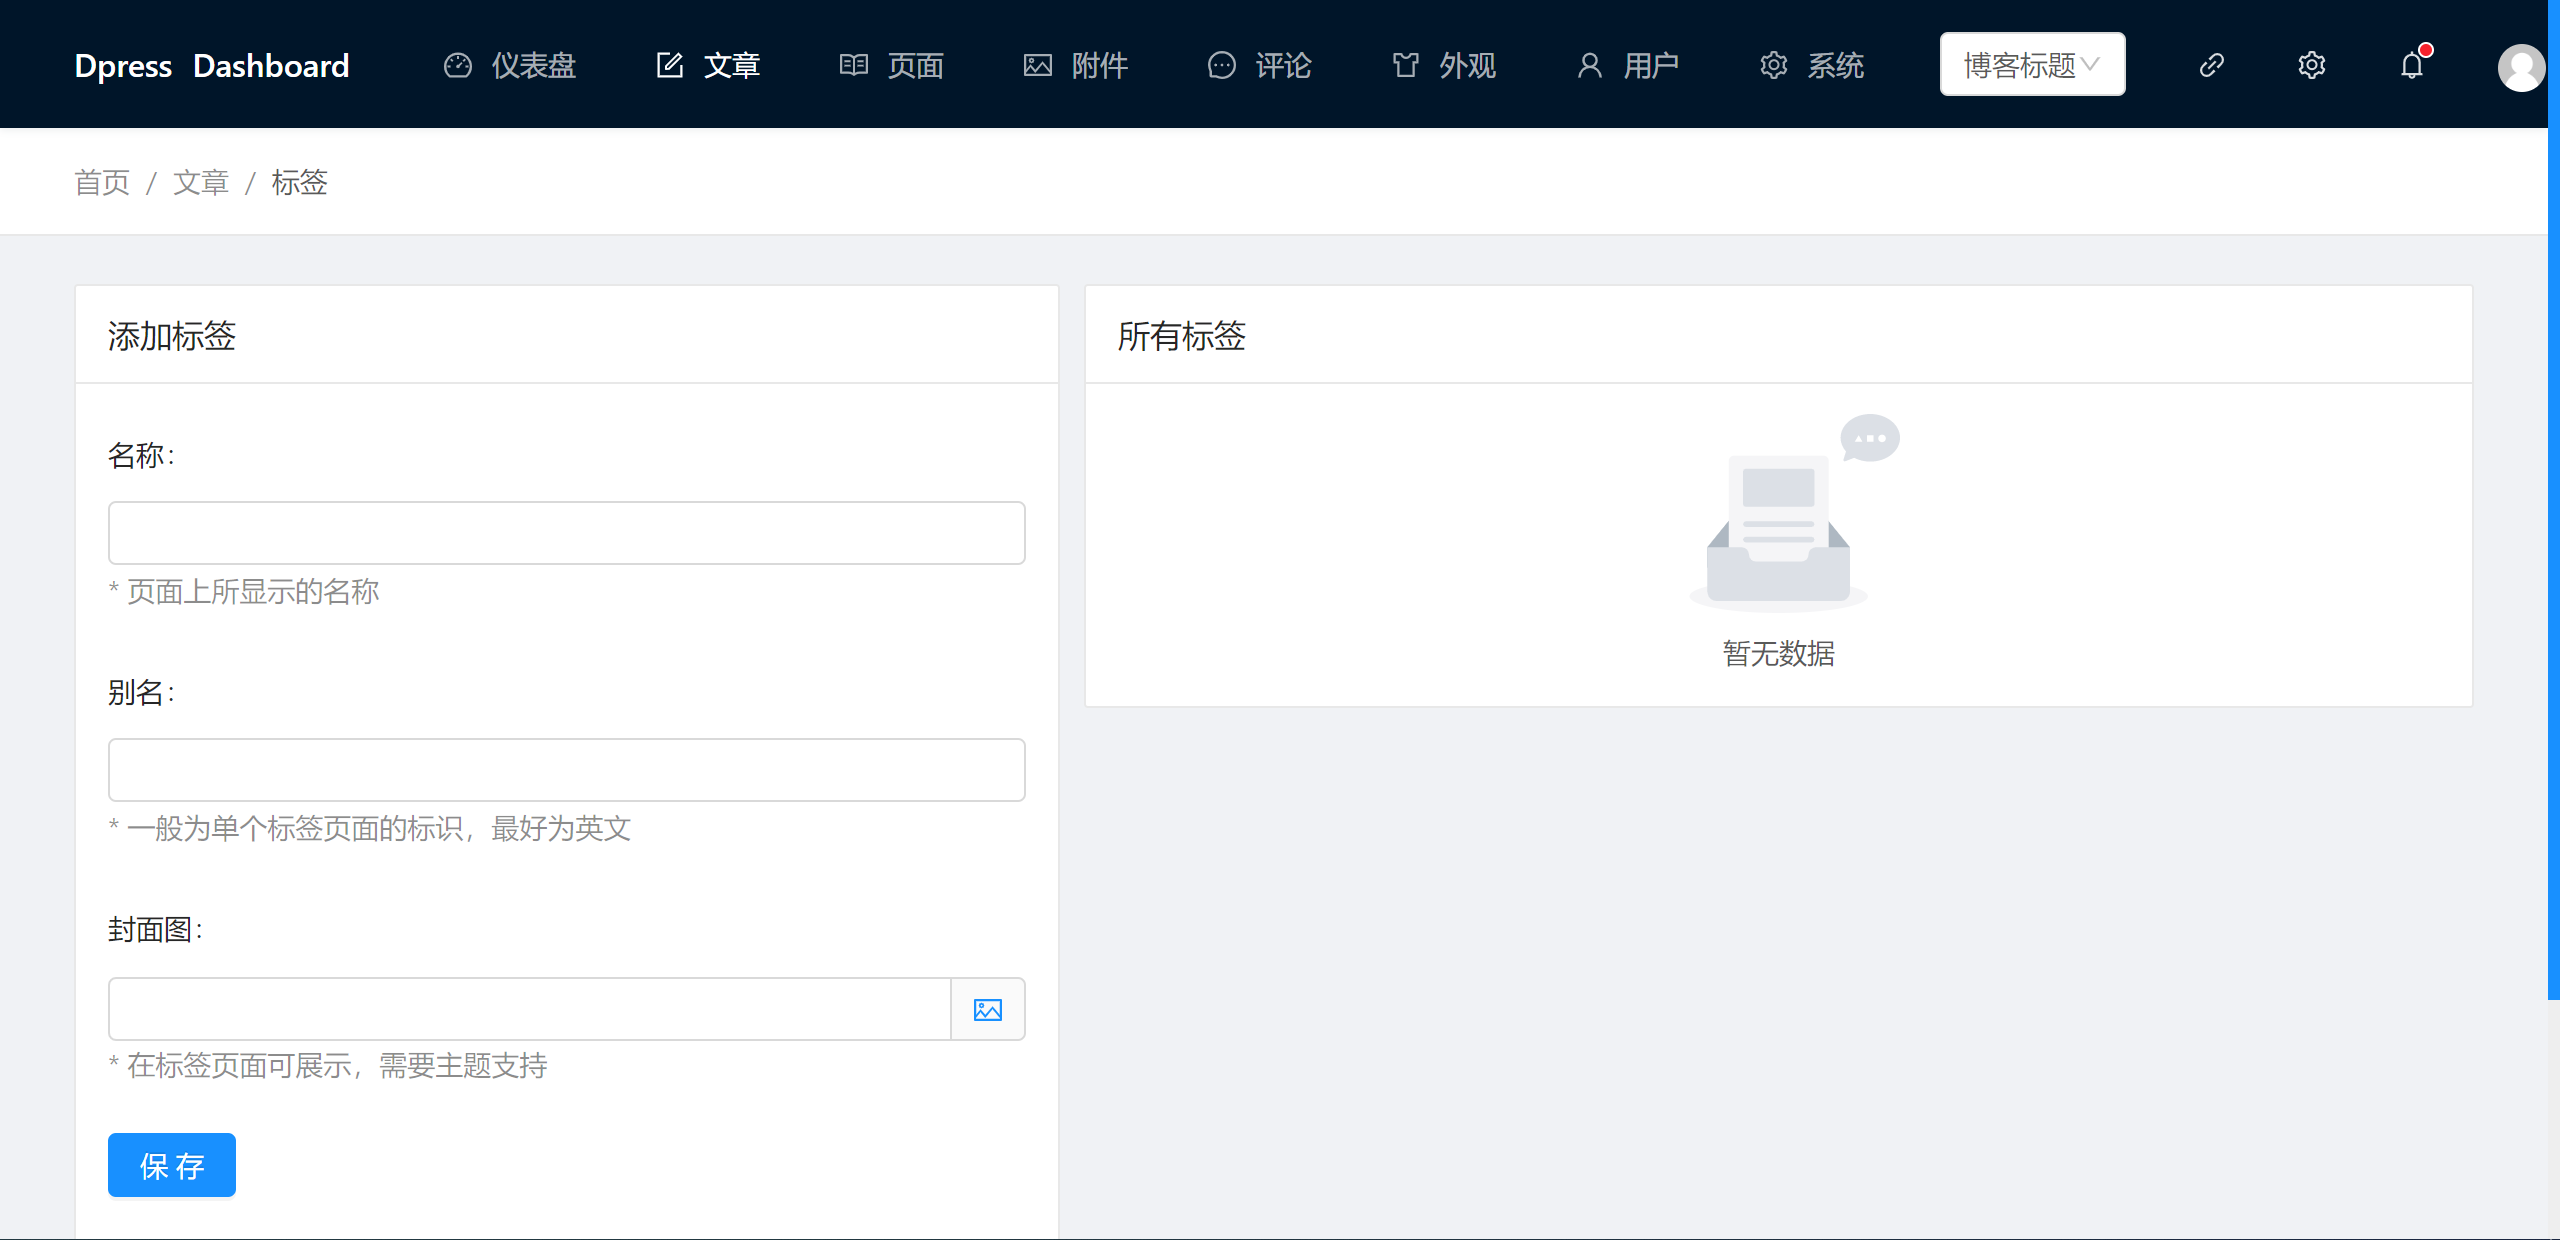 Dpress Dashboard 仪表盘 文章 页面 附件 评论 外观 用户 系统 博客标题
首页 / 文章 / 标签
添加标签
名称：
* 页面上所显示的名称
别名：
* 一般为单个标签页面的标识，最好为英文
封面图：
* 在标签页面可展示，需要主题支持
保 存
所有标签
暂无数据